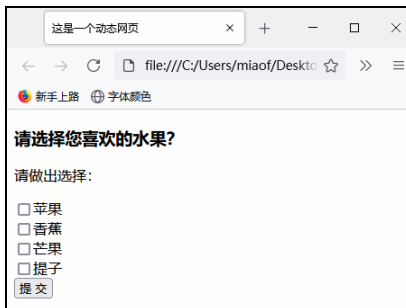 这是一个动态网页
file:///C:/Users/miaof/Deskto
新手上路 字体颜色
请选择您喜欢的水果？
请做出选择：
苹果
香蕉
芒果
提子
提 交